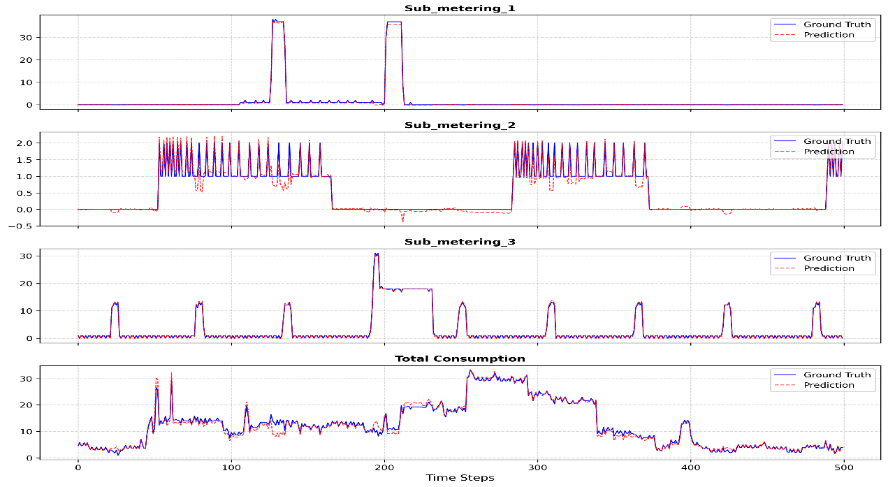 Sub_metering_1
Ground Truth
Prediction
30
20
10
0
Sub_metering_2
Ground Truth
Prediction
2.0
1.5
1.0
0.5
0.0
−0.5
Sub_metering_3
Ground Truth
Prediction
30
20
10
0
Total Consumption
Ground Truth
Prediction
30
20
10
0
0 100 200 300 400 500
Time Steps